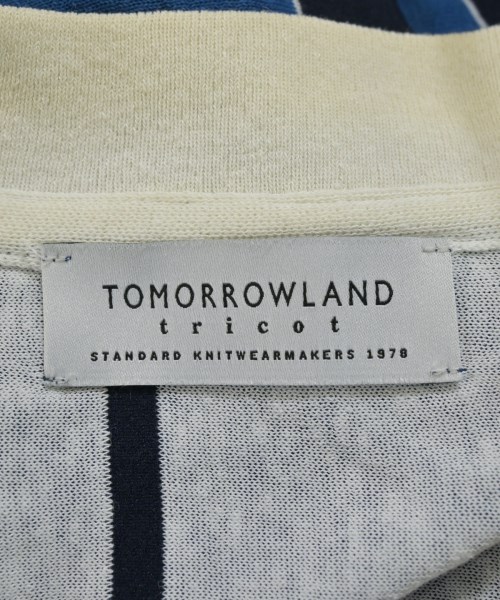 TOMORROWLAND
tricot
STANDARD KNITWEARMAKERS 1978